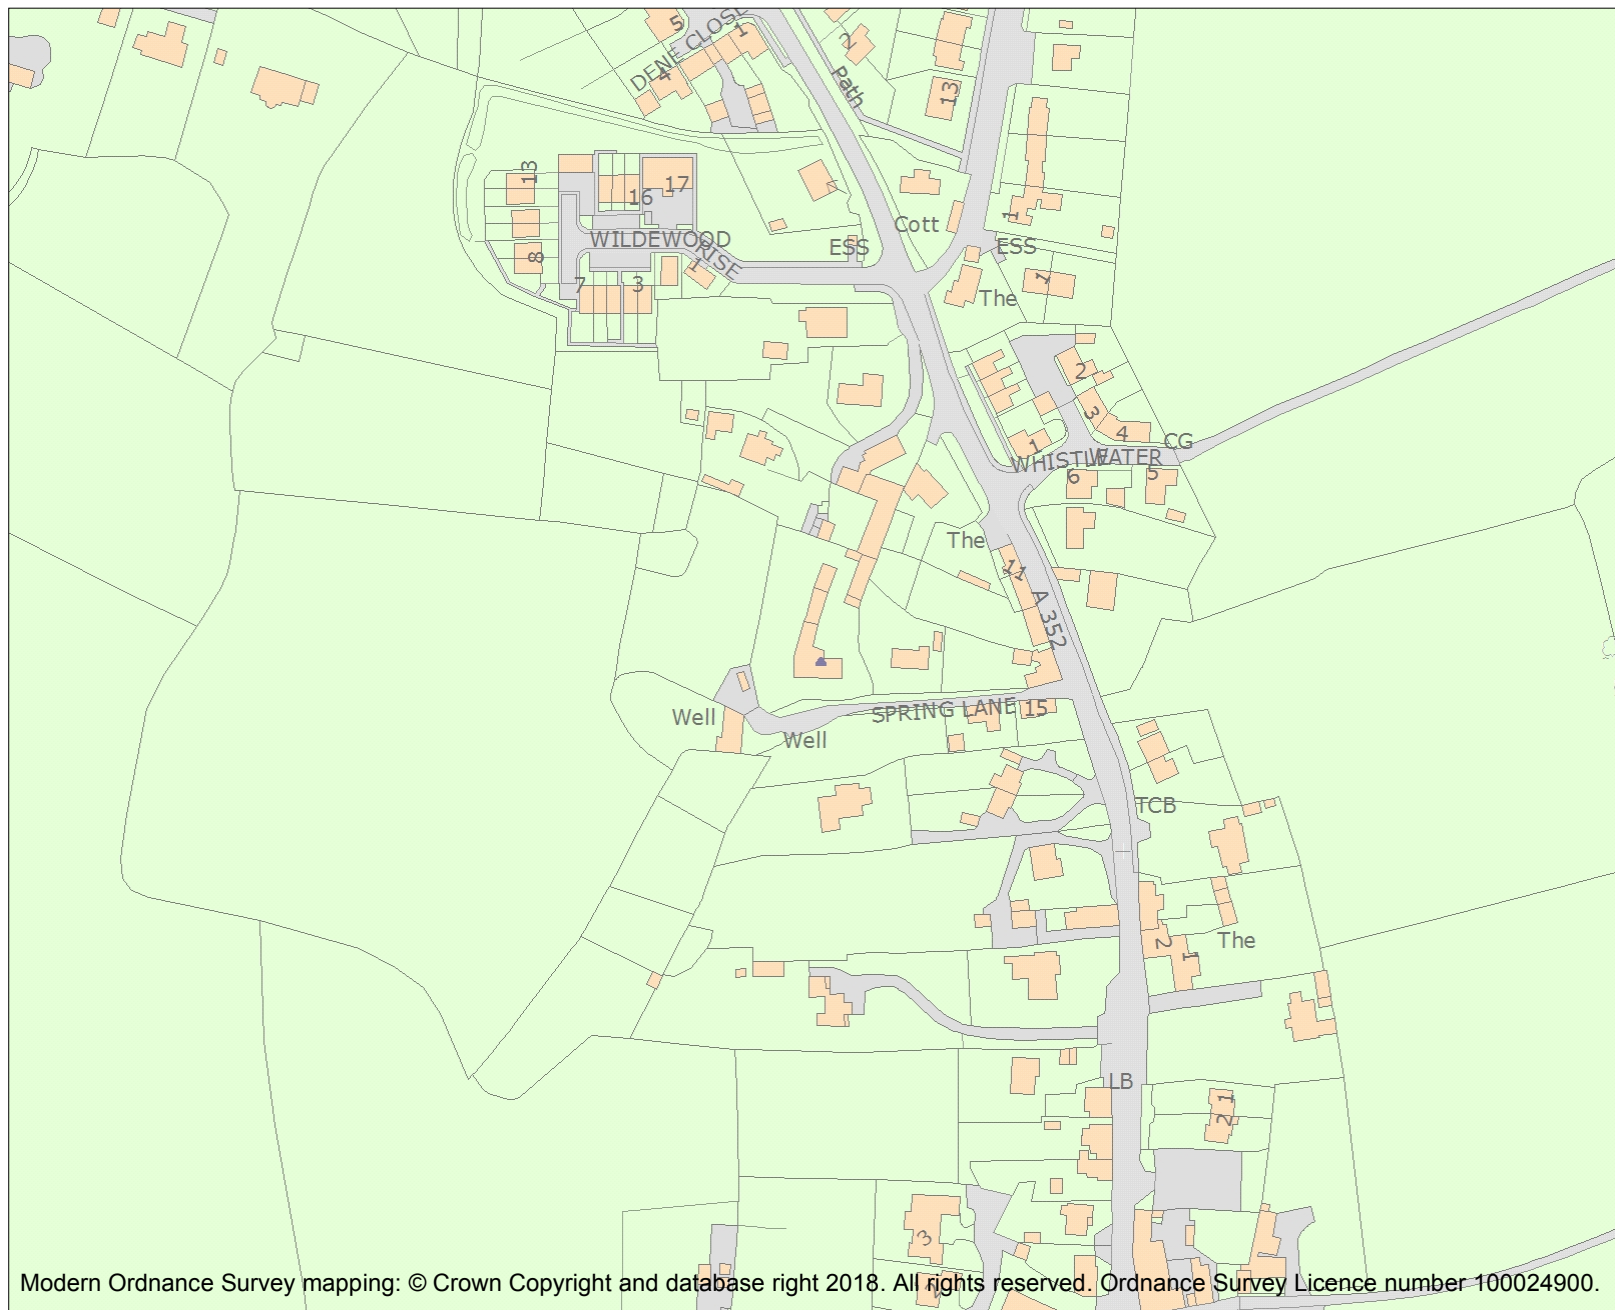 5
DENE CLOSE
1
4
2
Path
13
13
16
17
WILDEWOOD
RISE
8
7
3
1
ESS
Cott
1
ESS
The
1
2
3
4
CG
1
WHISTLE
WATER
6
5
The
11
A 352
Well
Well
SPRING LANE
15
TCB
The
2
1
LB
1
2
3
2
Modern Ordnance Survey mapping: © Crown Copyright and database right 2018. All rights reserved. Ordnance Survey Licence number 100024900.